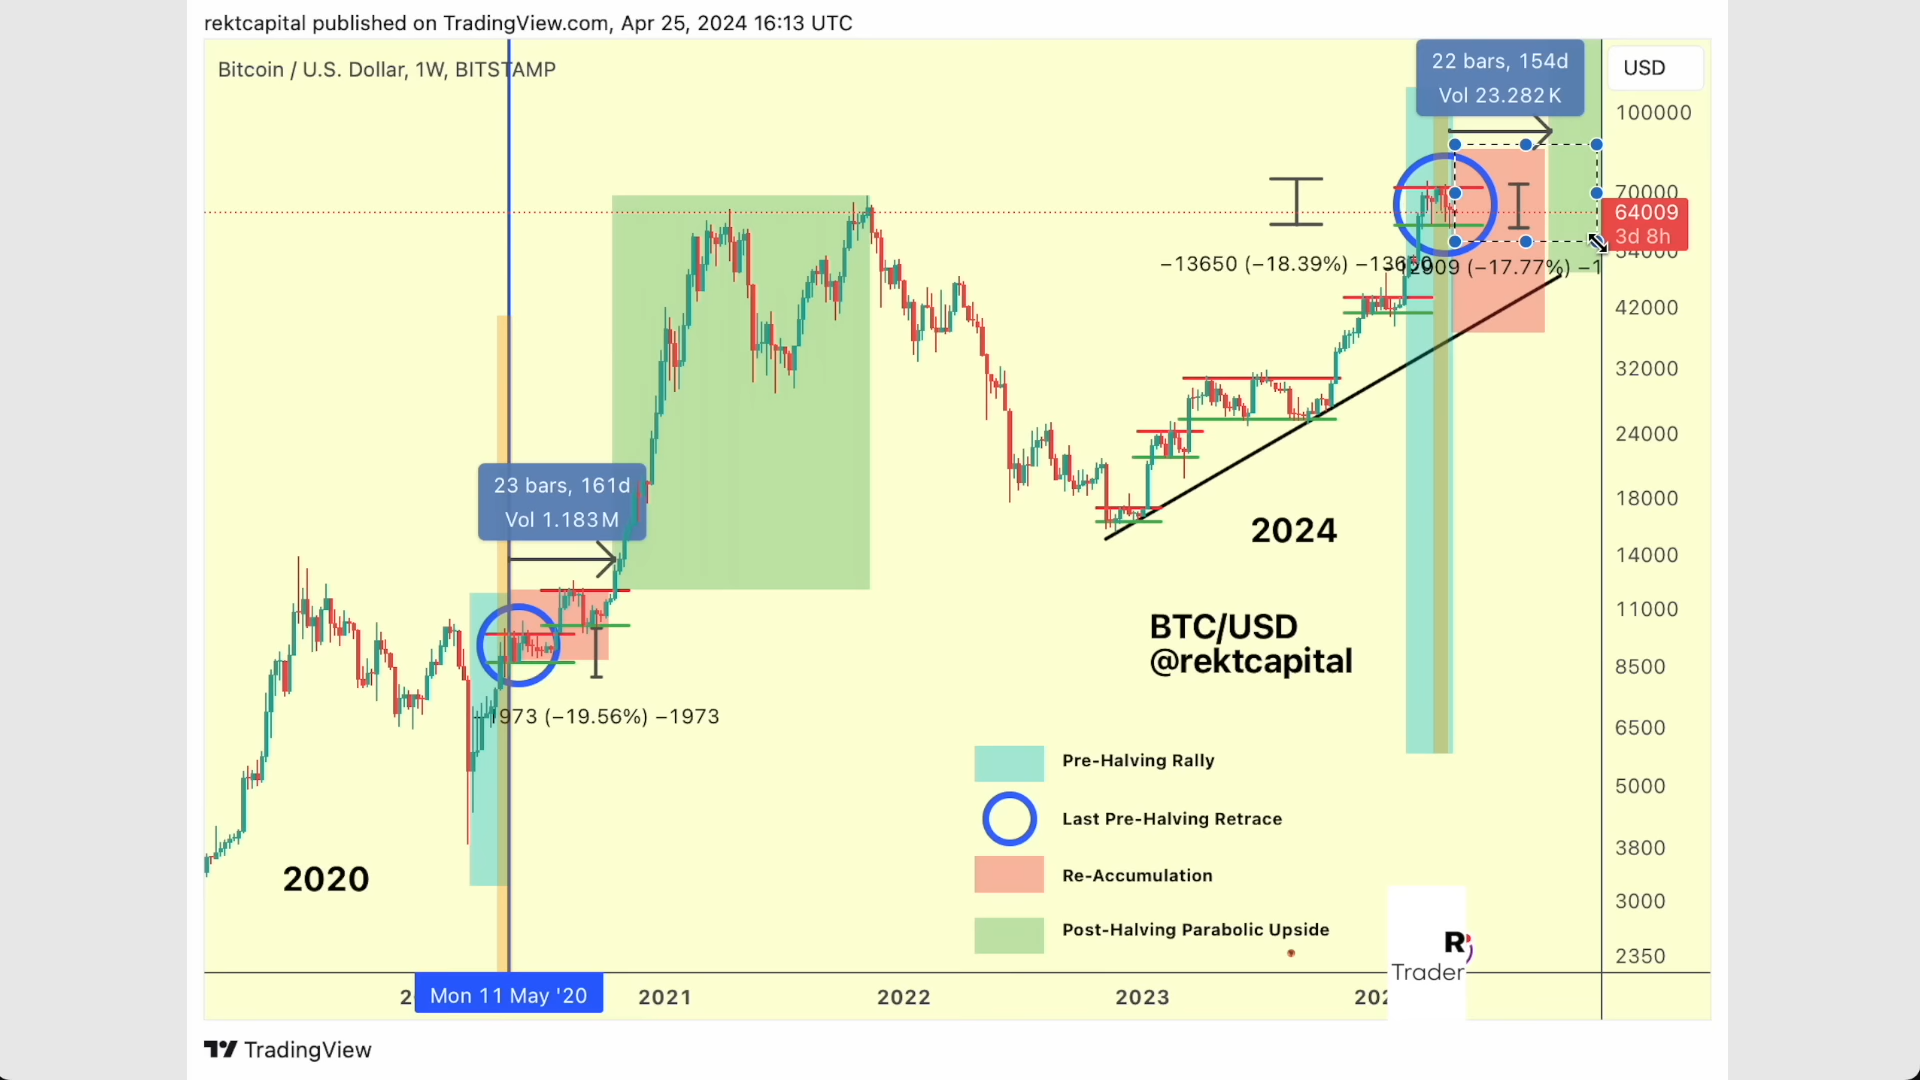 rektcapital published on TradingView.com, Apr 25, 2024 16:13 UTC
Bitcoin / U.S. Dollar, 1W, BITSTAMP
22 bars, 154d
Vol 23.282 K
USD
100000
70000
64009
3d 8h
54000
−13650 (−18.39%) −13650
(−17.77%) −1
42000
32000
24000
18000
14000
11000
8500
6500
5000
3800
3000
2350
23 bars, 161d
Vol 1.183 M
2024
BTC/USD
@rektcapital
−1973 (−19.56%) −1973
Pre-Halving Rally
Last Pre-Halving Retrace
Re-Accumulation
Post-Halving Parabolic Upside
2020
R
Trader
Mon 11 May '20
2021
2022
2023
TradingView